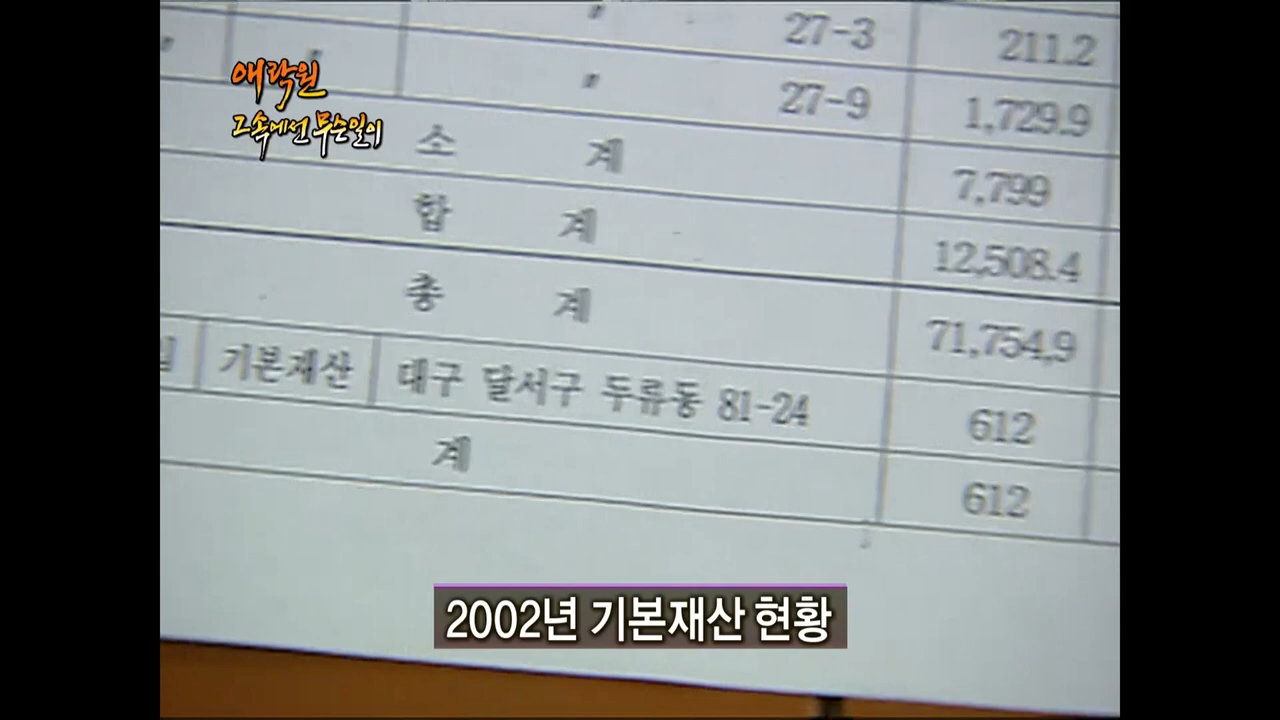 애락원
그 속에선 무슨 일이
〃 27-3 211.2
〃 〃 〃 27-9 1,729.9
소 계 7,799
합 계 12,508.4
총 계 71,754.9
기본재산 대구 달서구 두류동 81-24 612
계 612
2002년 기본재산 현황